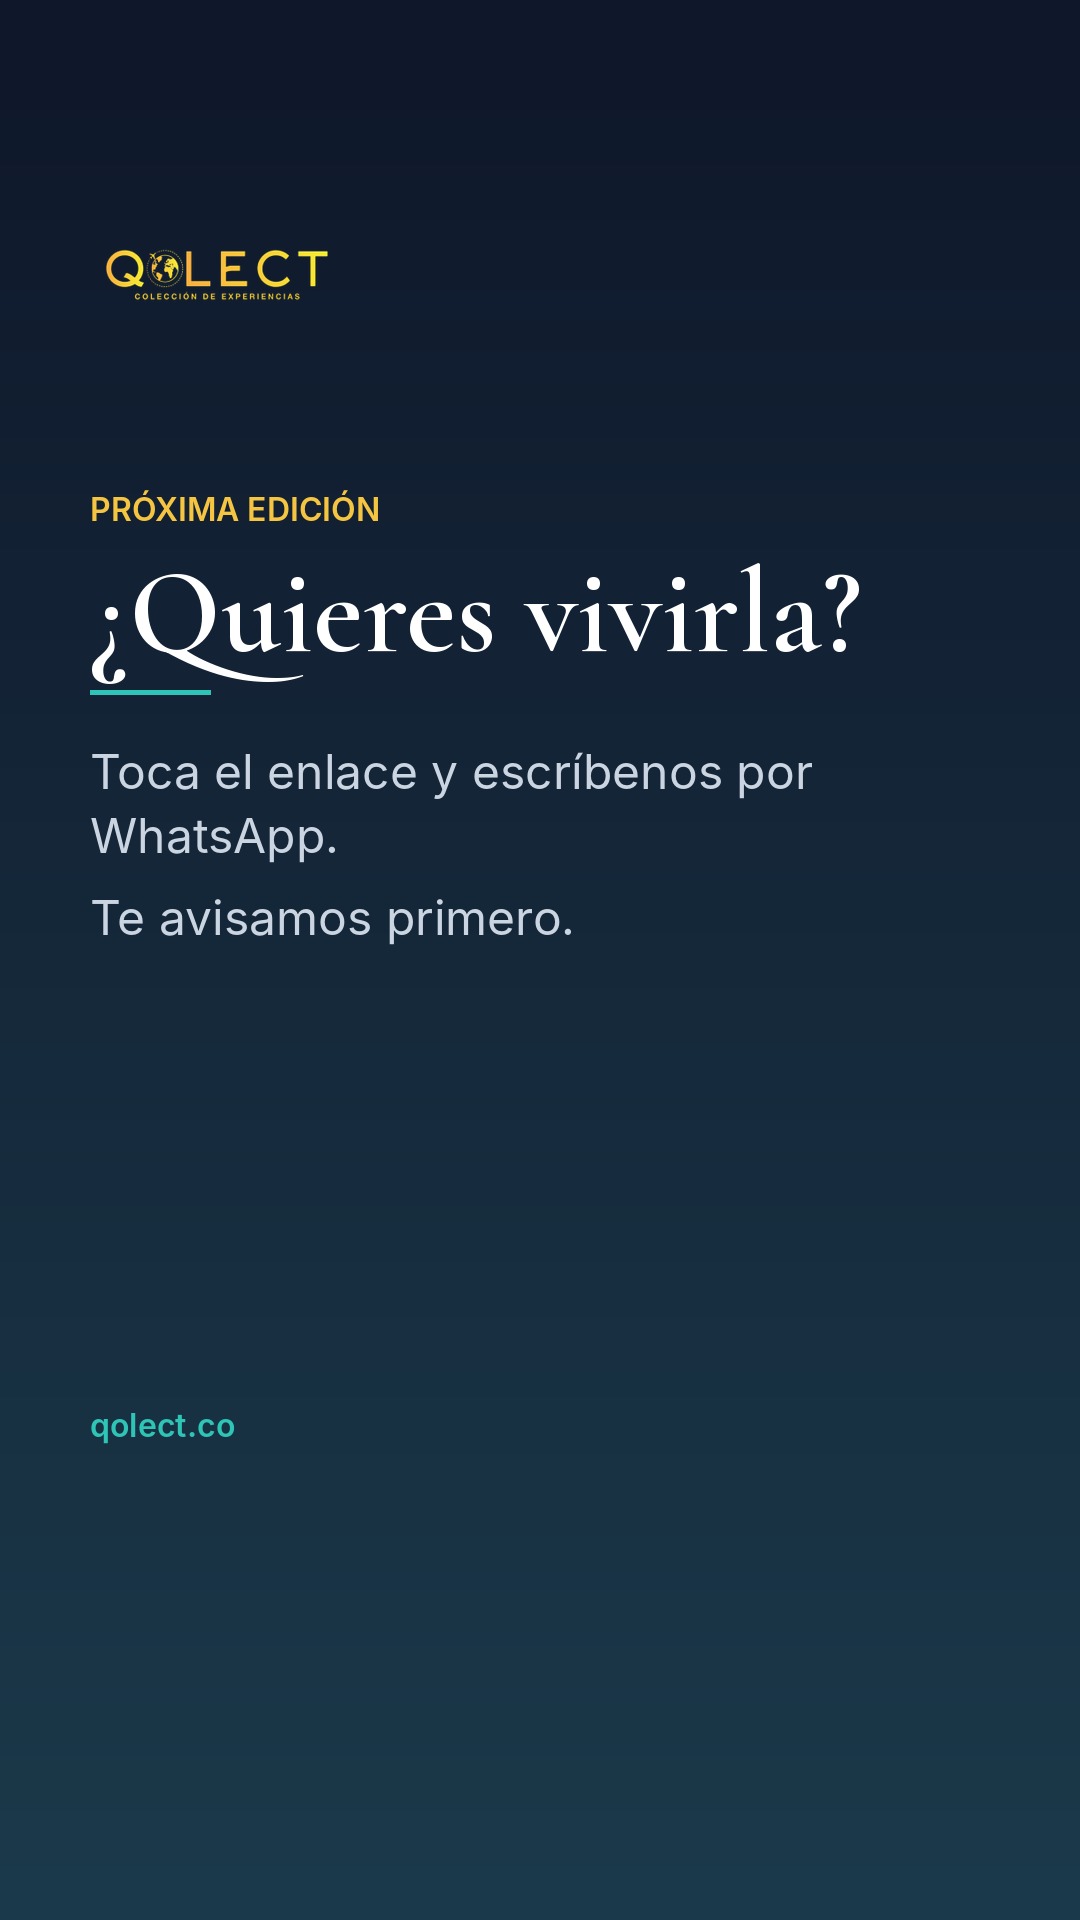 QOLECT
COLECCIÓN DE EXPERIENCIAS
PRÓXIMA EDICIÓN
¿Quieres vivirla?
Toca el enlace y escríbenos por
WhatsApp.
Te avisamos primero.
qolect.co